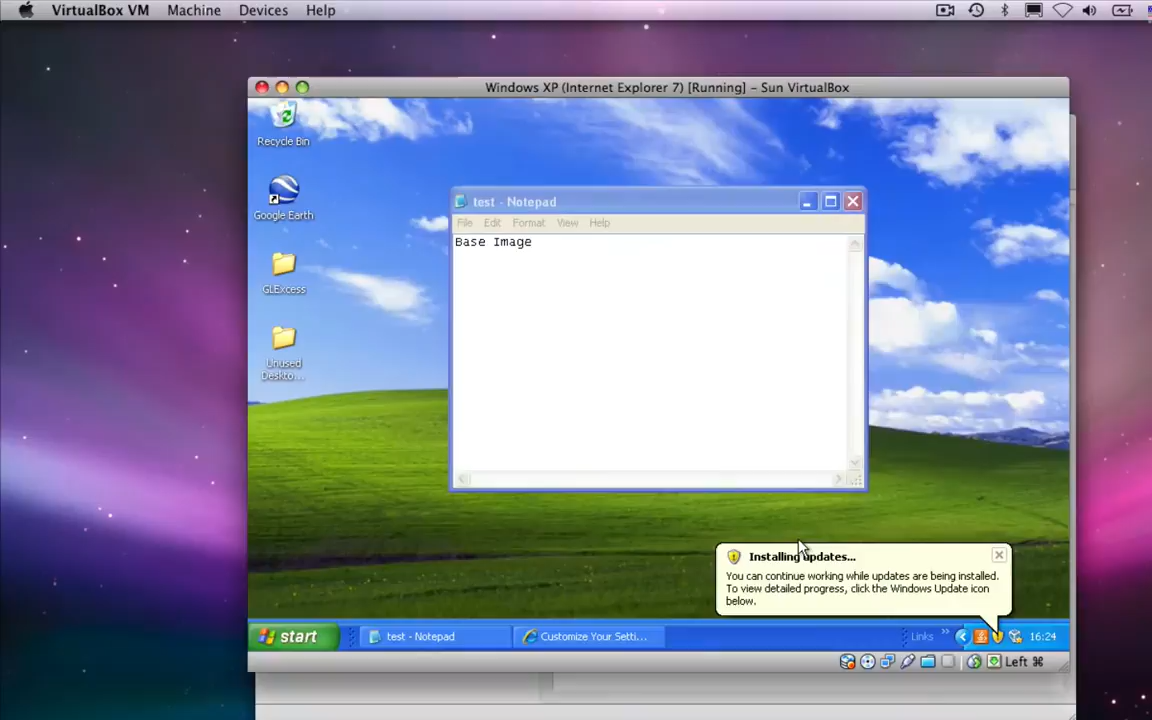 VirtualBox VM Machine Devices Help
Windows XP (Internet Explorer 7) [Running] – Sun VirtualBox
Recycle Bin
Google Earth
GLExcess
Unused
Deskto...
test - Notepad
File Edit Format View Help
Base Image
Installing updates...
You can continue working while updates are being installed.
To view detailed progress, click the Windows Update icon
below.
start test - Notepad Customize Your Setti... Links » 16:24
Left ⌘